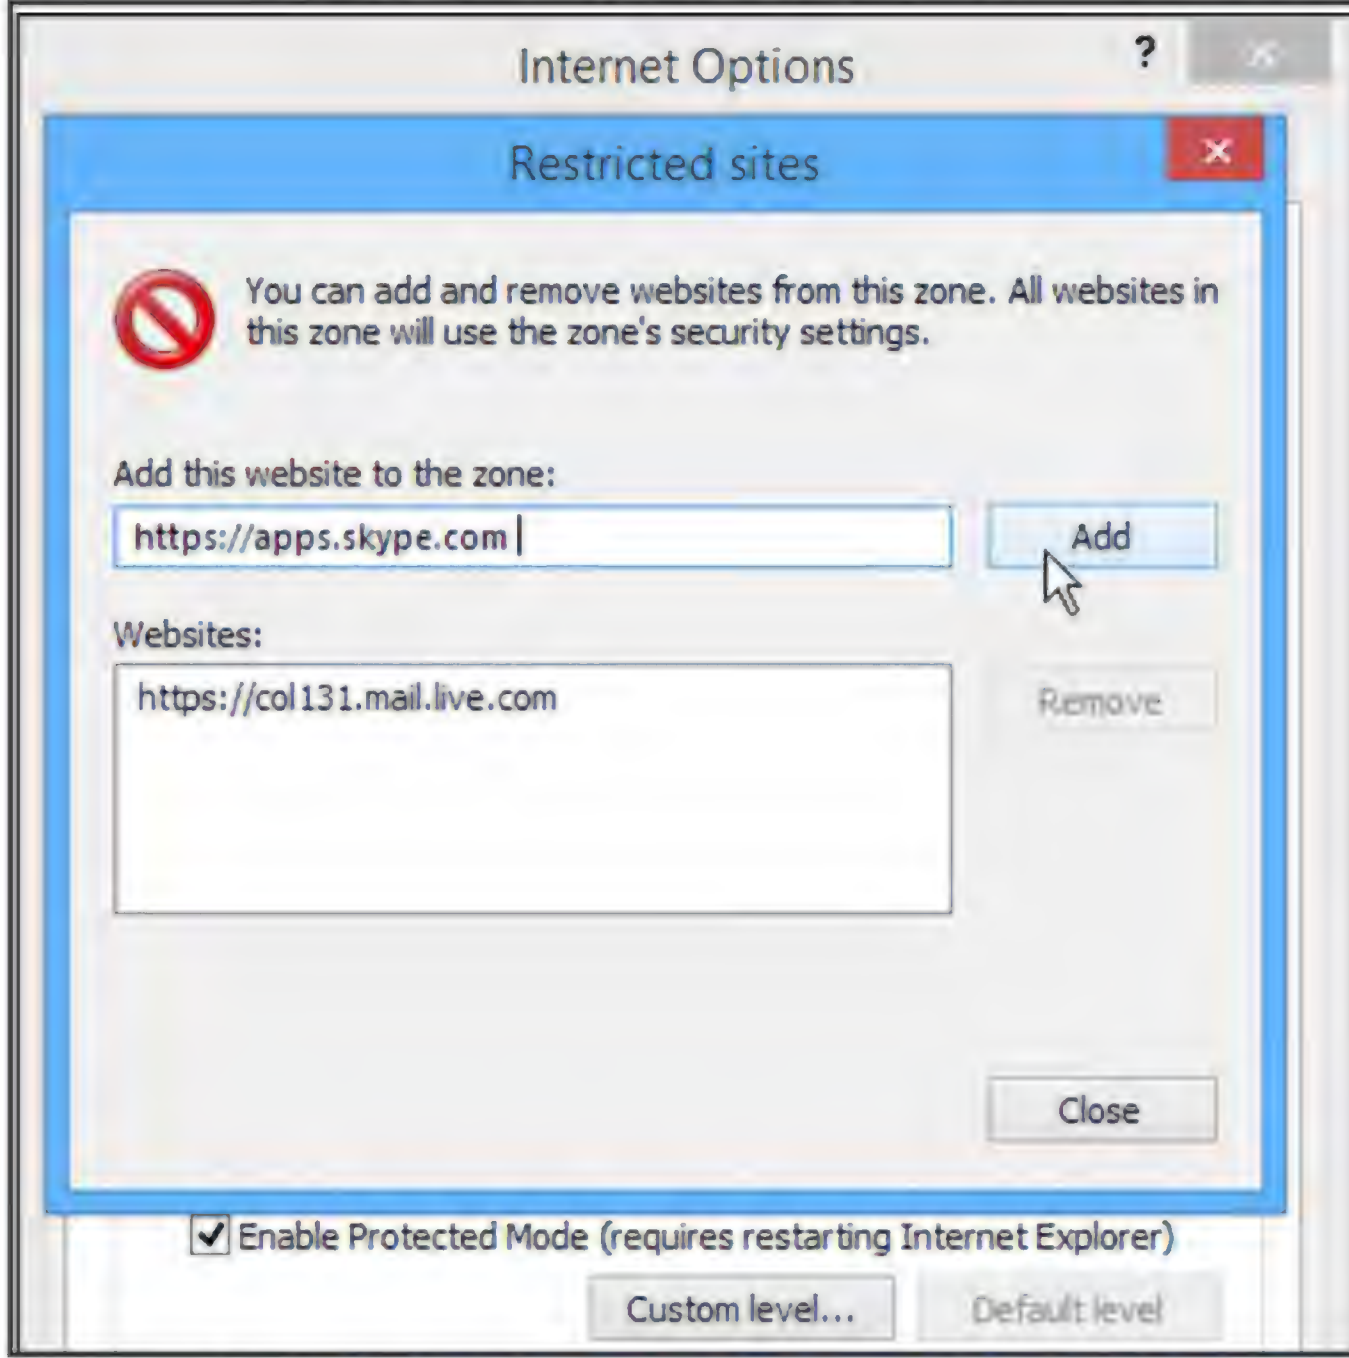 Internet Options
?
Restricted sites
You can add and remove websites from this zone. All websites in
this zone will use the zone's security settings.
Add this website to the zone:
https://apps.skype.com
Add
Websites:
https://col131.mail.live.com
Remove
Close
Enable Protected Mode (requires restarting Internet Explorer)
Custom level...
Default level